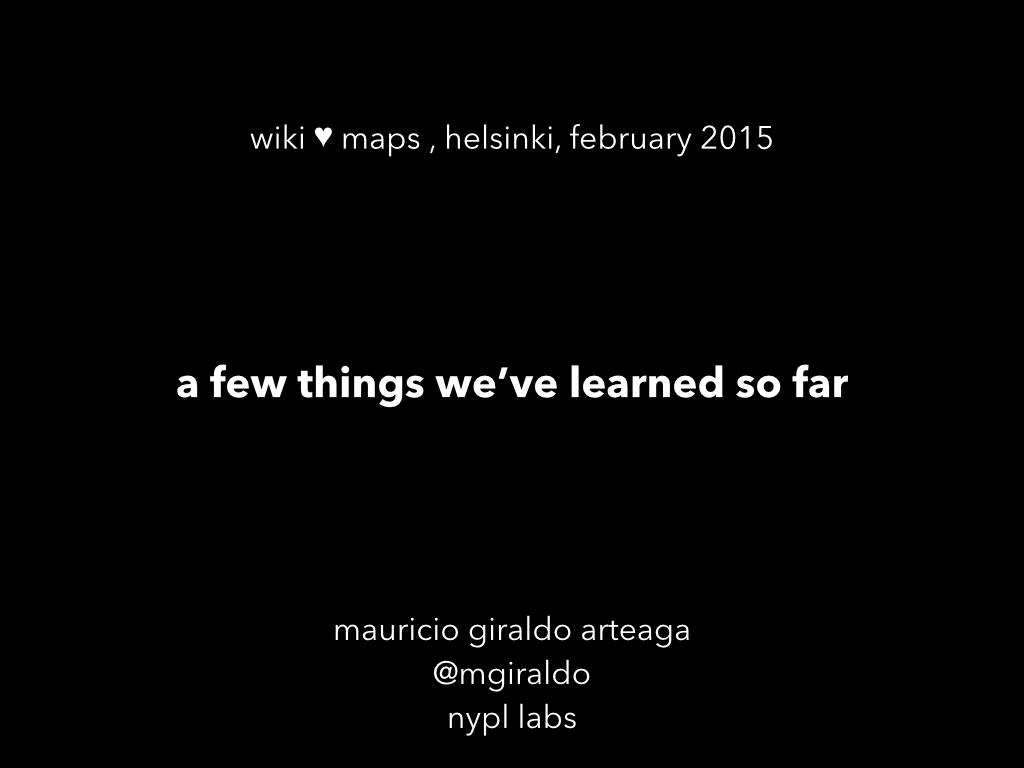 wiki ♥ maps , helsinki, february 2015
a few things we’ve learned so far
mauricio giraldo arteaga
@mgiraldo
nypl labs